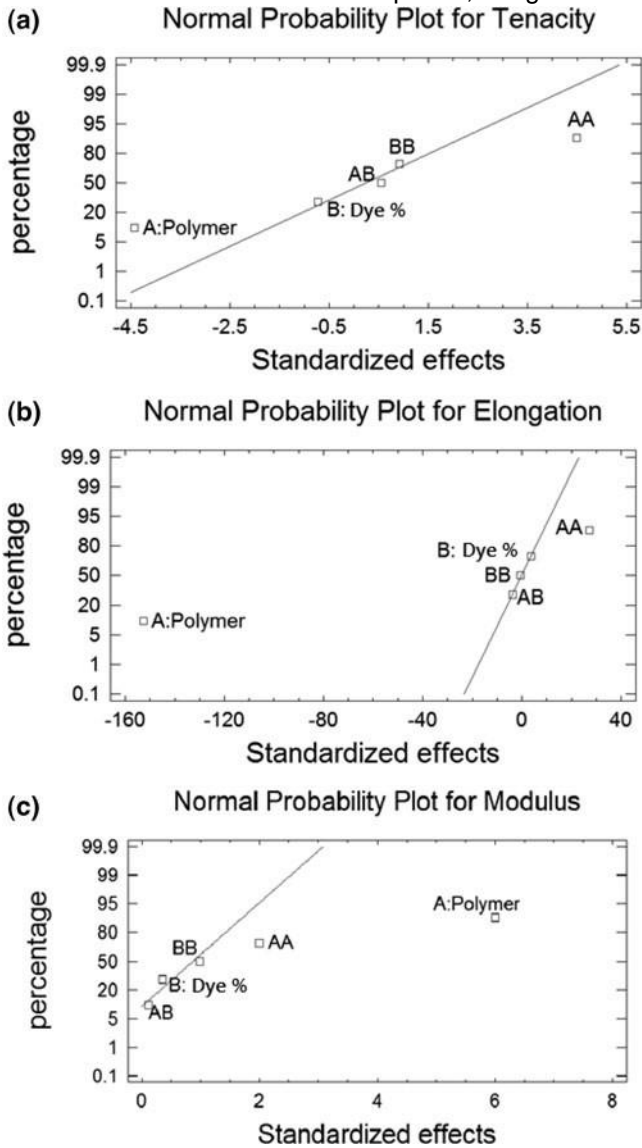 (a) Normal Probability Plot for Tenacity
percentage
99.9
99
95
80
50
20
5
1
0.1
AA
BB
AB
B: Dye %
A:Polymer
-4.5 -2.5 -0.5 1.5 3.5 5.5
Standardized effects
(b) Normal Probability Plot for Elongation
percentage
99.9
99
95
80
50
20
5
1
0.1
AA
B: Dye %
BB
AB
A:Polymer
-160 -120 -80 -40 0 40
Standardized effects
(c) Normal Probability Plot for Modulus
percentage
99.9
99
95
80
50
20
5
1
0.1
A:Polymer
BB
AA
B: Dye %
AB
0 2 4 6 8
Standardized effects